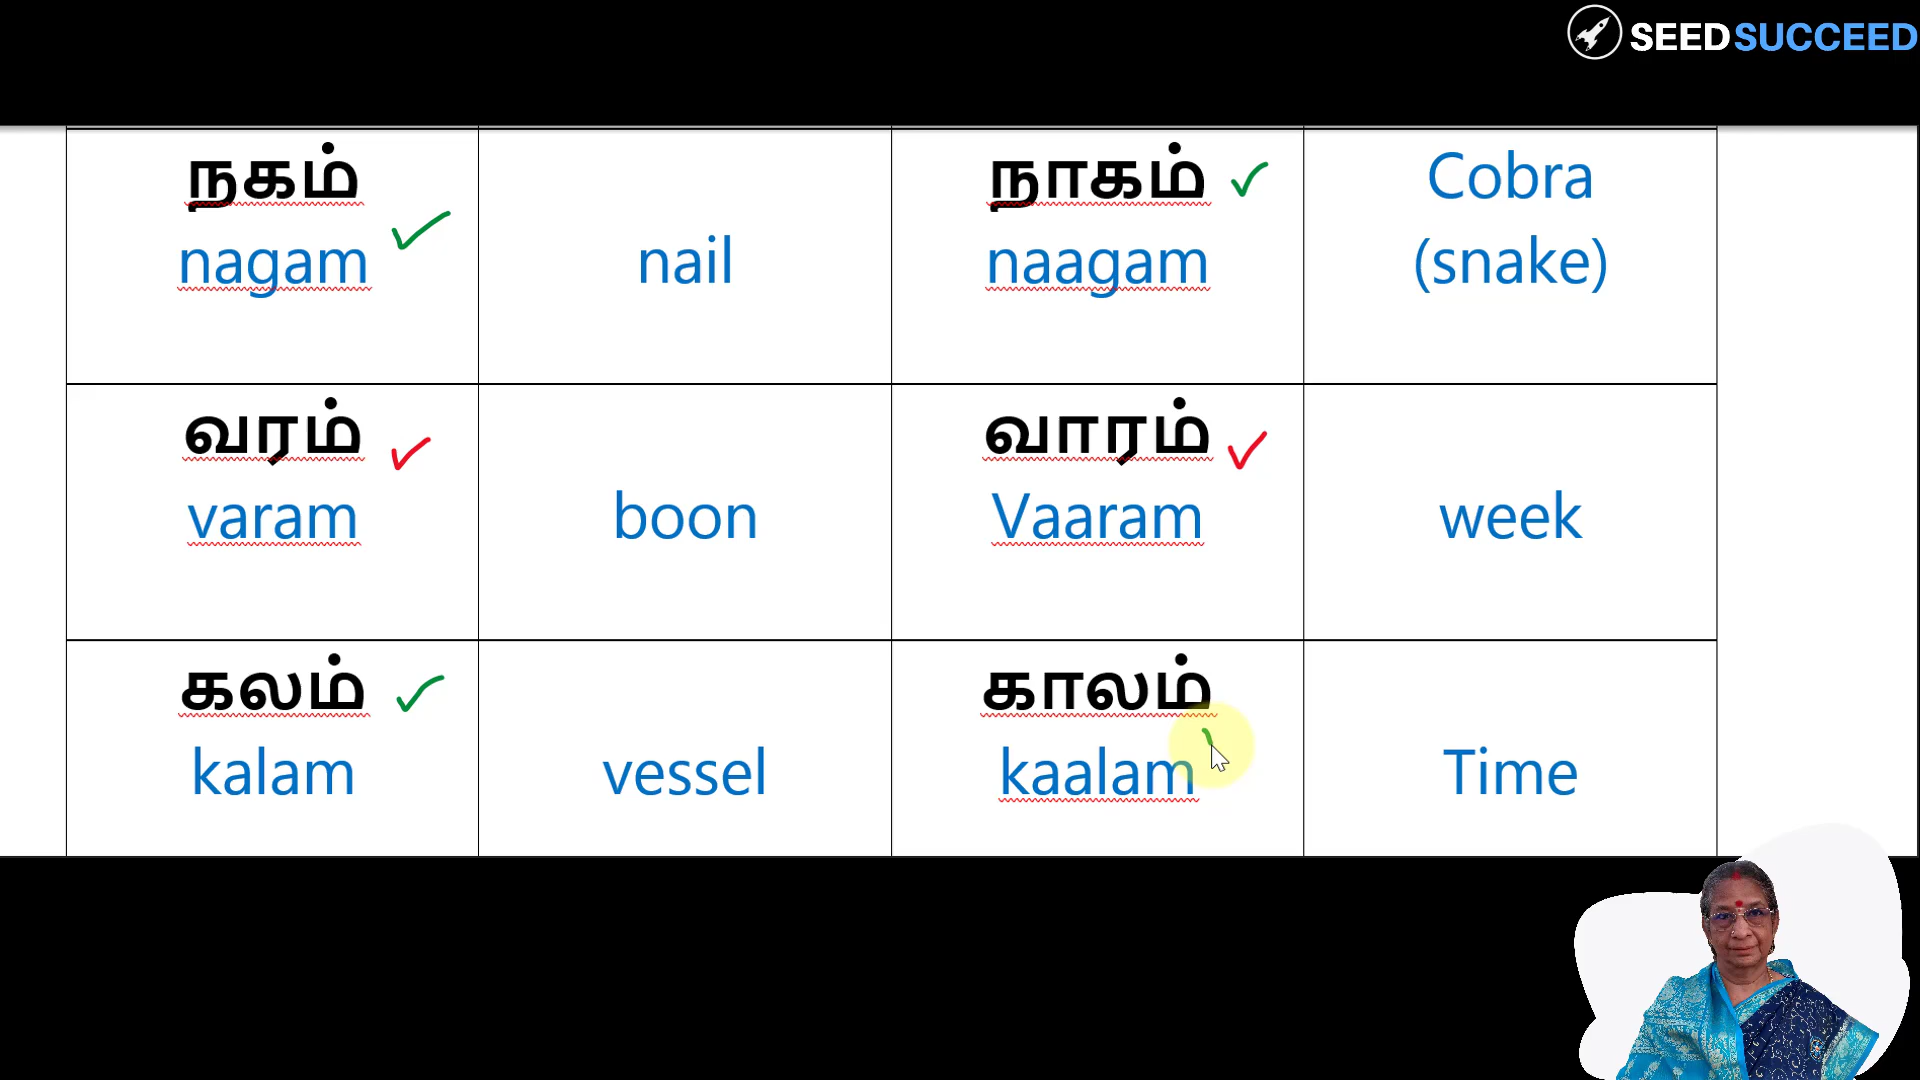 SEEDSUCCEED
நகம்
nagam
nail
நாகம்
naagam
Cobra
(snake)
வரம்
varam
boon
வாரம்
Vaaram
week
கலம்
kalam
vessel
காலம்
kaalam
Time